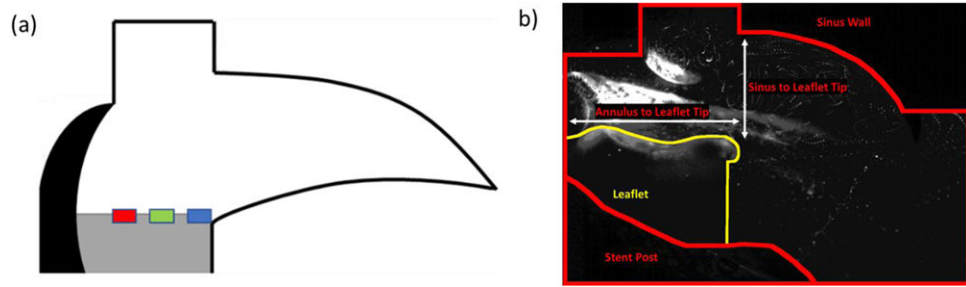 (a)
b)
Sinus Wall
Annulus to Leaflet Tip
Sinus to Leaflet Tip
Leaflet
Stent Post